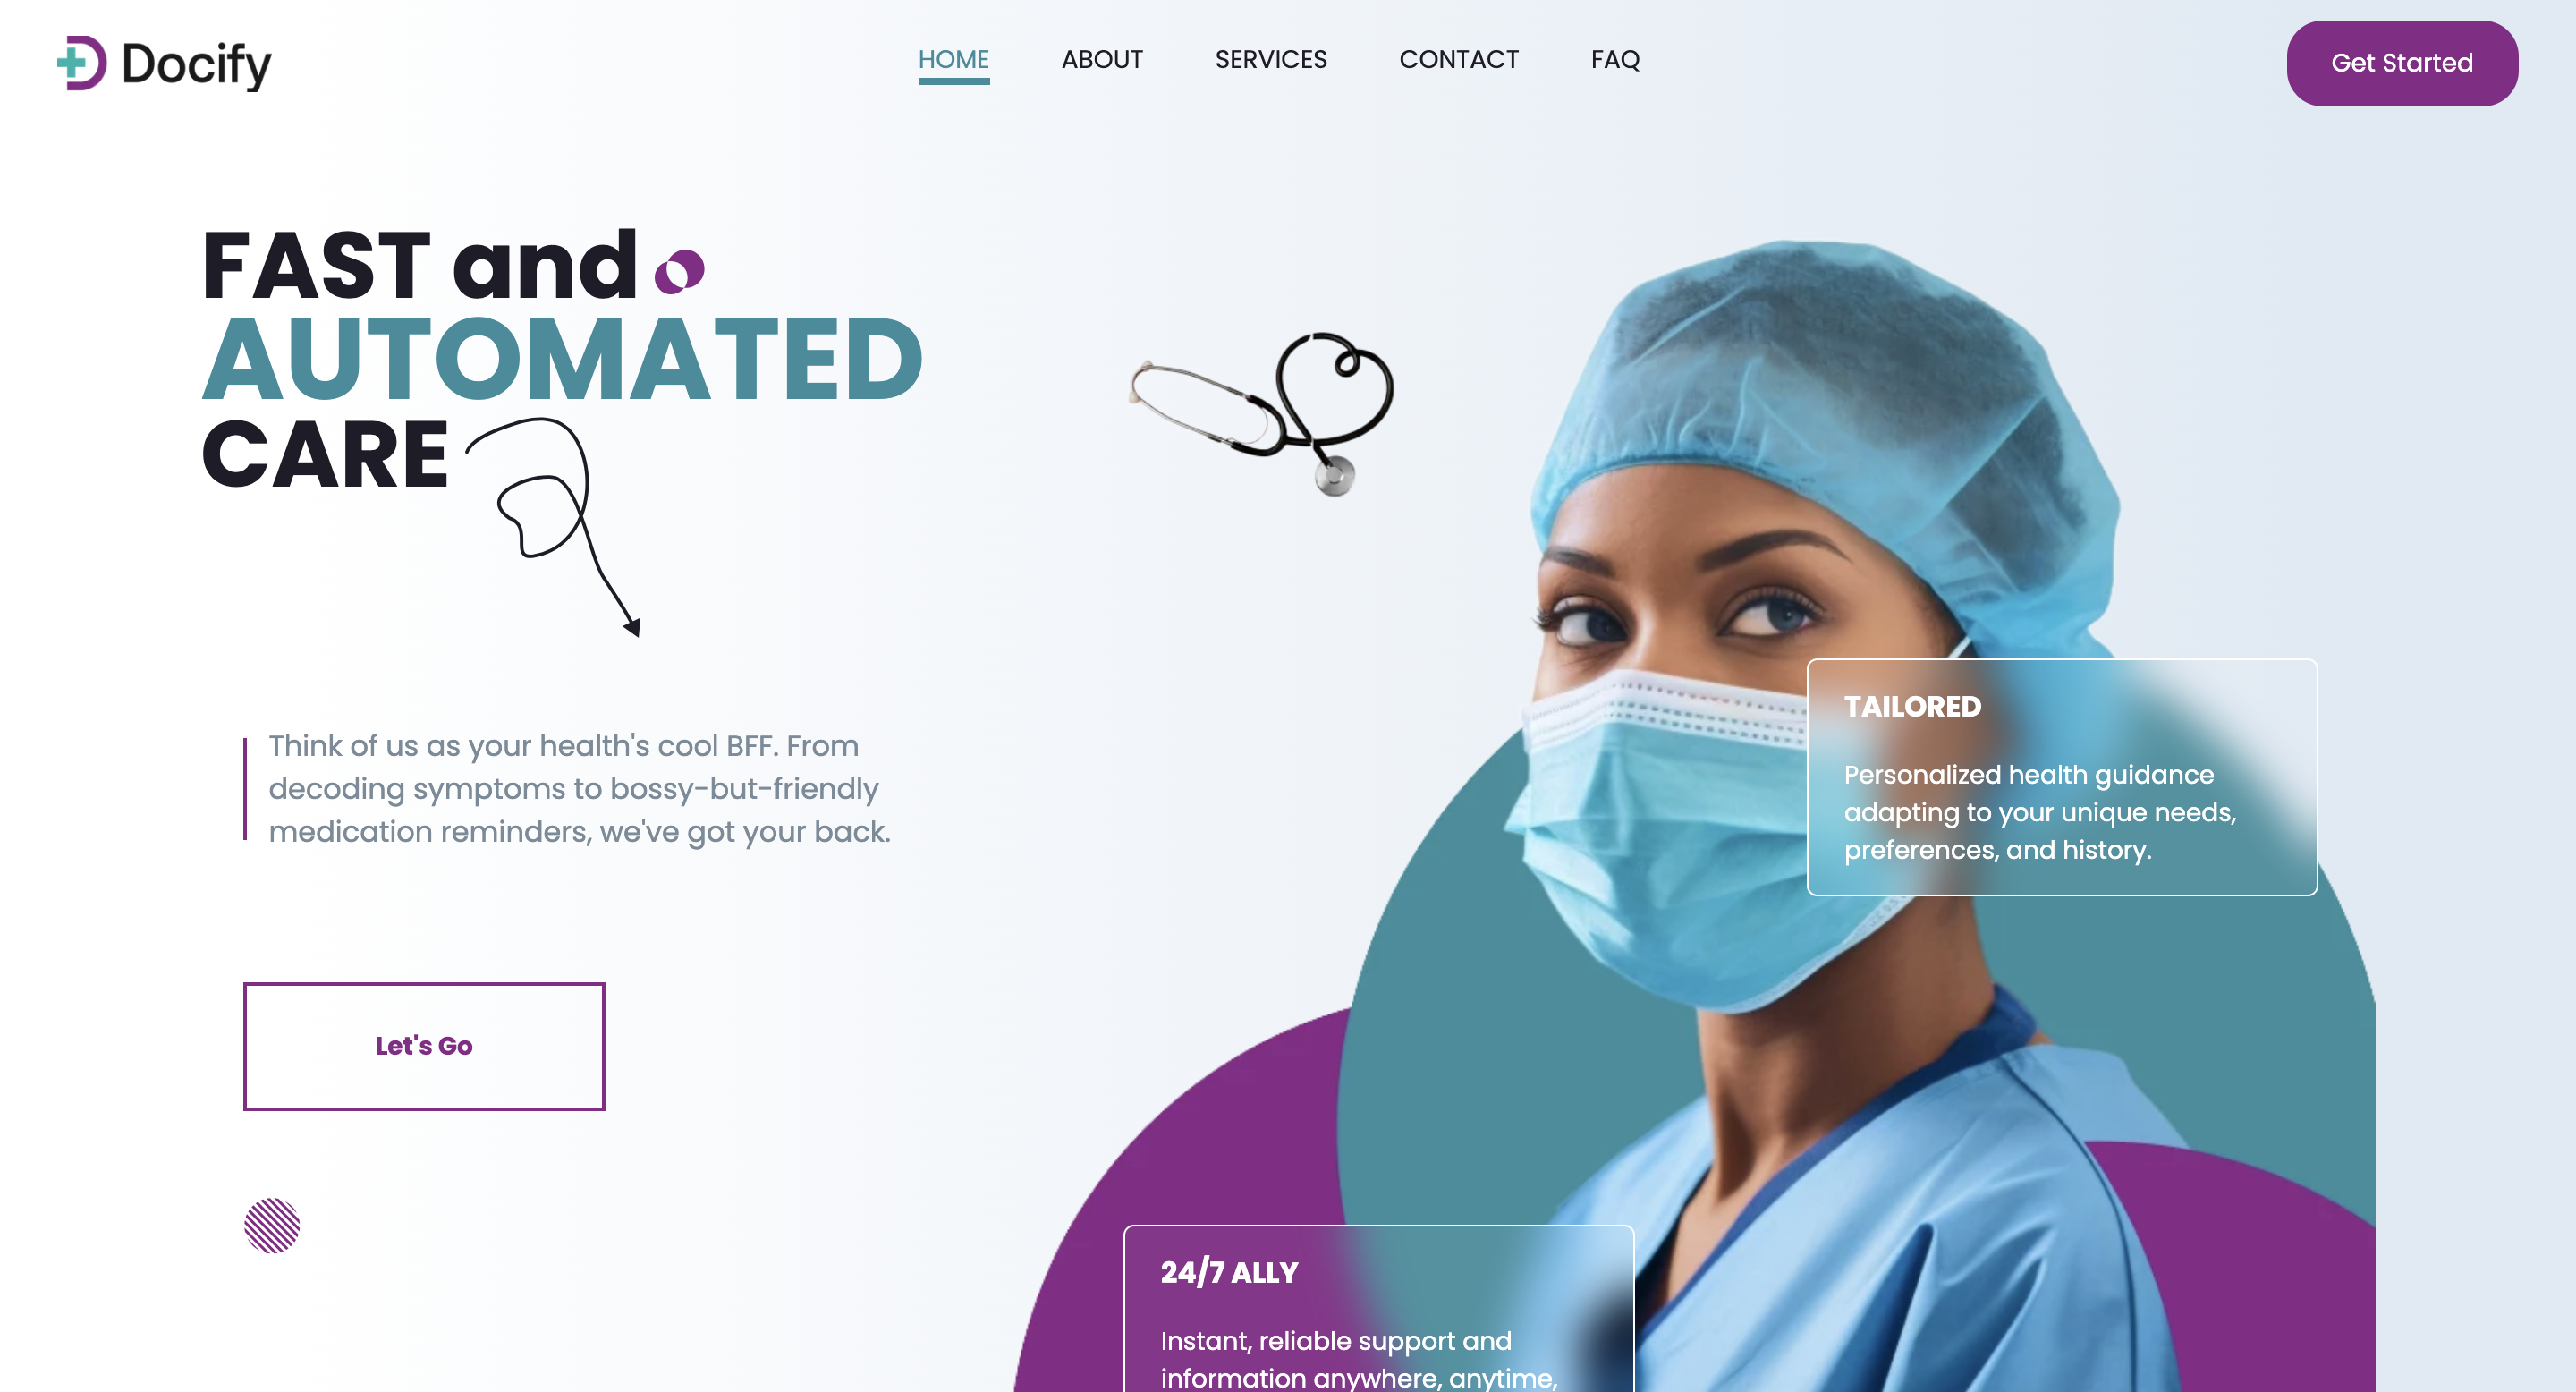 Docify
HOME
ABOUT
SERVICES
CONTACT
FAQ
Get Started
FAST and
AUTOMATED
CARE
Think of us as your health's cool BFF. From
decoding symptoms to bossy-but-friendly
medication reminders, we've got your back.
Let's Go
TAILORED
Personalized health guidance
adapting to your unique needs,
preferences, and history.
24/7 ALLY
Instant, reliable support and
information anywhere, anytime,